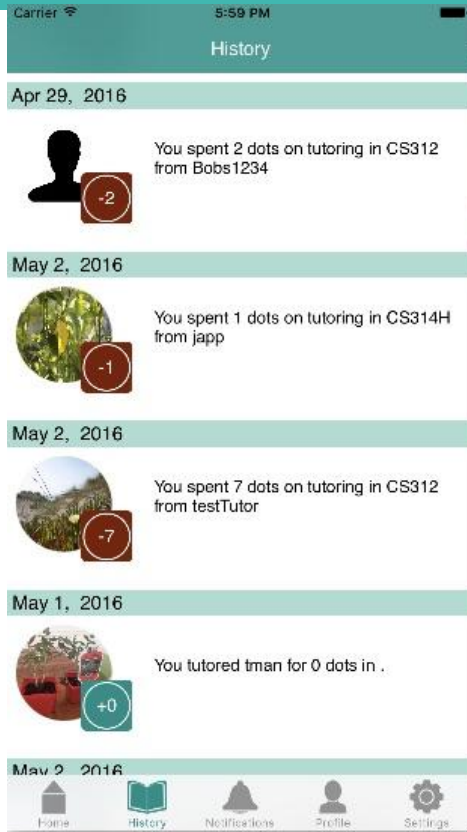 Carrier 5:59 PM
History
Apr 29, 2016
You spent 2 dots on tutoring in CS312
from Bobs1234
-2
May 2, 2016
You spent 1 dots on tutoring in CS314H
from japp
-1
May 2, 2016
You spent 7 dots on tutoring in CS312
from testTutor
-7
May 1, 2016
You tutored tman for 0 dots in .
+0
May 2, 2016
Home History Notifications Profile Settings